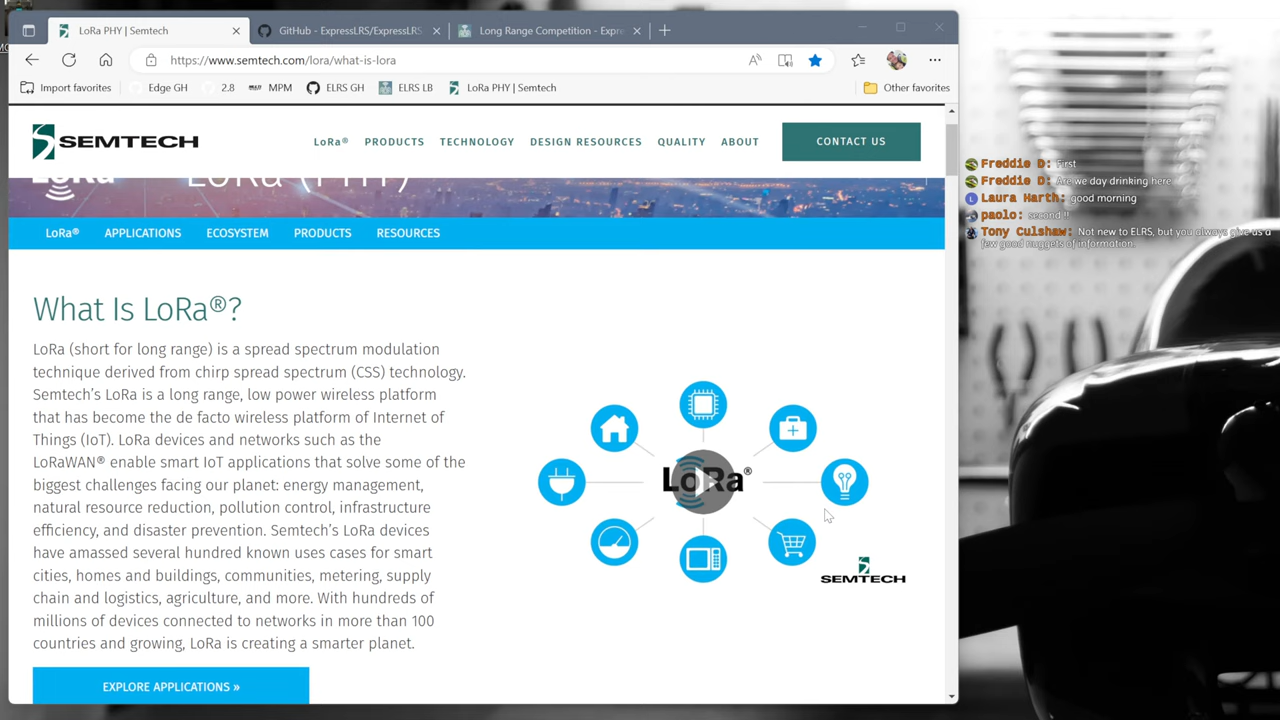 LoRa PHY | Semtech
GitHub - ExpressLRS/ExpressLRS
Long Range Competition - Expre
https://www.semtech.com/lora/what-is-lora
Import favorites
Edge GH
2.8
MPM
ELRS GH
ELRS LB
LoRa PHY | Semtech
Other favorites
SEMTECH
LoRa®
PRODUCTS
TECHNOLOGY
DESIGN RESOURCES
QUALITY
ABOUT
CONTACT US
LoRa (PHY)
LoRa®
APPLICATIONS
ECOSYSTEM
PRODUCTS
RESOURCES
What Is LoRa®?
LoRa (short for long range) is a spread spectrum modulation
technique derived from chirp spread spectrum (CSS) technology.
Semtech's LoRa is a long range, low power wireless platform
that has become the de facto wireless platform of Internet of
Things (IoT). LoRa devices and networks such as the
LoRaWAN® enable smart IoT applications that solve some of the
biggest challenges facing our planet: energy management,
natural resource reduction, pollution control, infrastructure
efficiency, and disaster prevention. Semtech's LoRa devices
have amassed several hundred known uses cases for smart
cities, homes and buildings, communities, metering, supply
chain and logistics, agriculture, and more. With hundreds of
millions of devices connected to networks in more than 100
countries and growing, LoRa is creating a smarter planet.
EXPLORE APPLICATIONS »
LoRa®
SEMTECH
Freddie D: First
Freddie D: Are we day drinking here
Laura Harth: good morning
paolo: second !!
Tony Culshaw: Not new to ELRS, but you always give us a
few good nuggets of information.